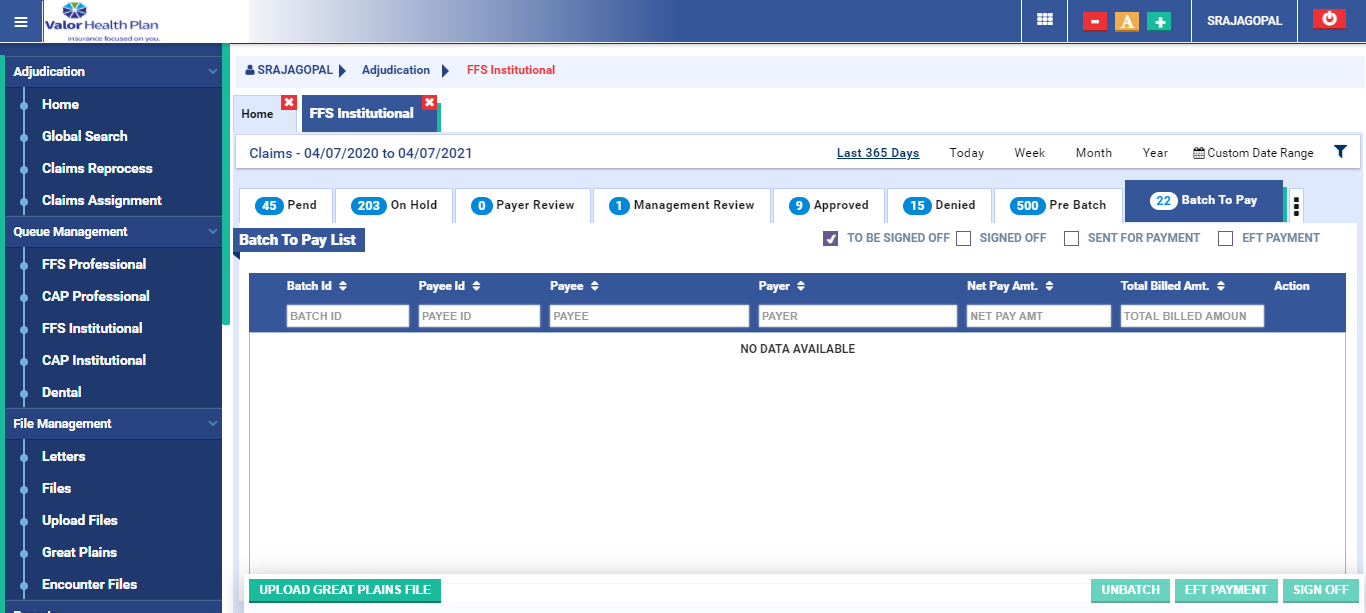 Valor Health Plan
Insurance focused on you.
A
SRAJAGOPAL
Adjudication
Home
Global Search
Claims Reprocess
Claims Assignment
Queue Management
FFS Professional
CAP Professional
FFS Institutional
CAP Institutional
Dental
File Management
Letters
Files
Upload Files
Great Plains
Encounter Files
SRAJAGOPAL Adjudication FFS Institutional
Home FFS Institutional
Claims - 04/07/2020 to 04/07/2021 Last 365 Days Today Week Month Year Custom Date Range
45 Pend 203 On Hold 0 Payer Review 1 Management Review 9 Approved 15 Denied 500 Pre Batch 22 Batch To Pay
Batch To Pay List TO BE SIGNED OFF SIGNED OFF SENT FOR PAYMENT EFT PAYMENT
Batch Id Payee Id Payee Payer Net Pay Amt. Total Billed Amt. Action
BATCH ID PAYEE ID PAYEE PAYER NET PAY AMT TOTAL BILLED AMOUN
NO DATA AVAILABLE
UPLOAD GREAT PLAINS FILE UNBATCH EFT PAYMENT SIGN OFF